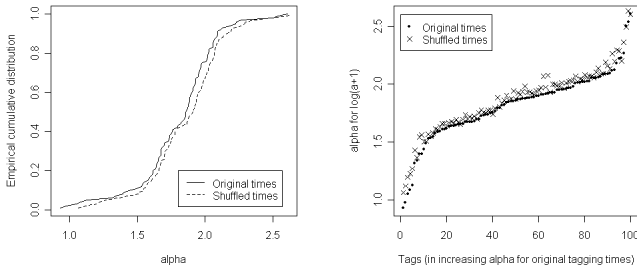 Empirical cumulative distribution
0.0 0.2 0.4 0.6 0.8 1.0
Original times
Shuffled times
1.0 1.5 2.0 2.5
alpha
alpha for log(a+1)
1.0 1.5 2.0 2.5
Original times
Shuffled times
0 20 40 60 80 100
Tags (in increasing alpha for original tagging times)